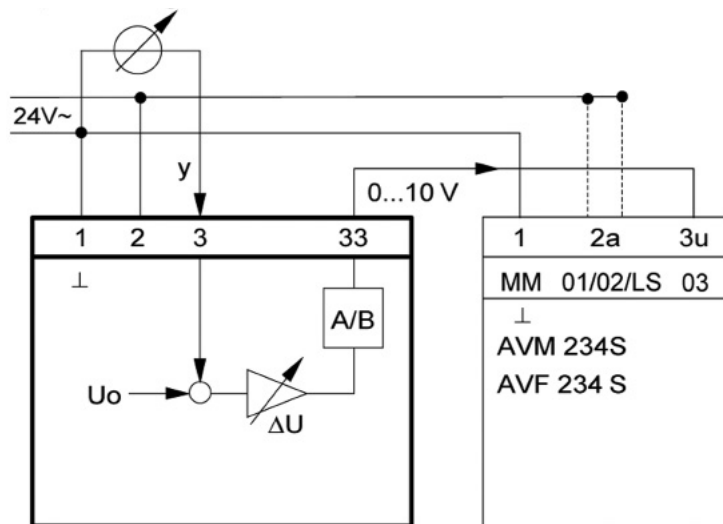 24V~
y
0...10 V
1 2 3 33
1 2a 3u
⊥
MM 01/02/LS 03
⊥
A/B
AVM 234S
AVF 234 S
Uo
ΔU